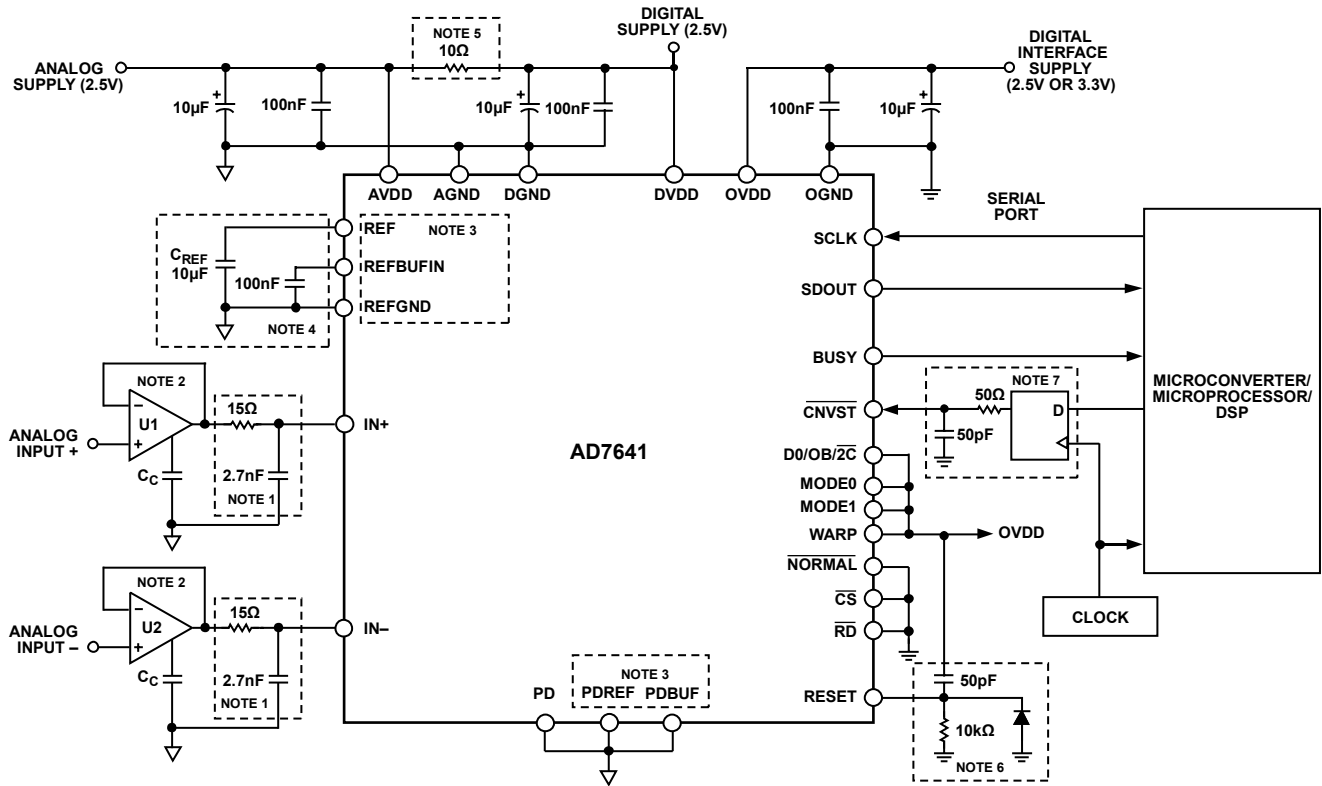 ANALOG
SUPPLY (2.5V)
NOTE 5
10Ω
DIGITAL
SUPPLY (2.5V)
DIGITAL
INTERFACE
SUPPLY
(2.5V OR 3.3V)
10µF
+
100nF
10µF
+
100nF
100nF
10µF
+
AVDD
AGND
DGND
DVDD
OVDD
OGND
CREF
10µF
100nF
NOTE 4
REF
NOTE 3
REFBUFIN
REFGND
NOTE 2
–
U1
+
ANALOG
INPUT +
CC
15Ω
2.7nF
NOTE 1
IN+
NOTE 2
–
U2
+
ANALOG
INPUT –
CC
15Ω
2.7nF
NOTE 1
IN–
AD7641
PD
NOTE 3
PDREF
PDBUF
SCLK
SDOUT
BUSY
CNVST
D0/OB/2C
MODE0
MODE1
WARP
NORMAL
CS
RD
RESET
SERIAL
PORT
NOTE 7
50Ω
D
50pF
OVDD
MICROCONVERTER/
MICROPROCESSOR/
DSP
CLOCK
50pF
10kΩ
NOTE 6